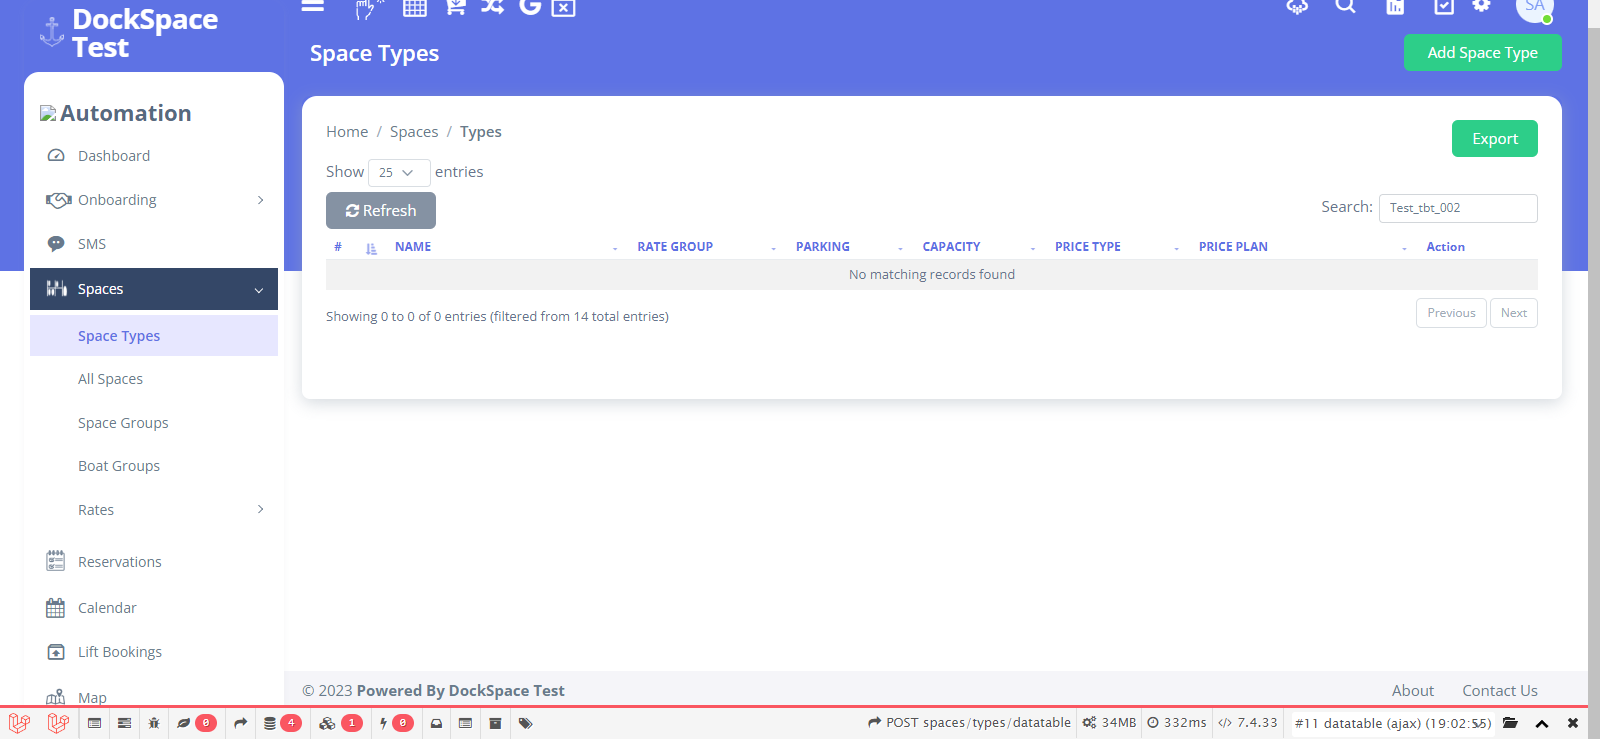 DockSpace
Test
SA
Space Types
Add Space Type
Automation
Dashboard
Onboarding
SMS
Spaces
Space Types
All Spaces
Space Groups
Boat Groups
Rates
Reservations
Calendar
Lift Bookings
Map
Home / Spaces / Types
Export
Show 25 entries
Refresh
Search: Test_tbt_002
# NAME RATE GROUP PARKING CAPACITY PRICE TYPE PRICE PLAN Action
No matching records found
Showing 0 to 0 of 0 entries (filtered from 14 total entries)
Previous Next
© 2023 Powered By DockSpace Test
About Contact Us
0 4 1 0 POST spaces/types/datatable 34MB 332ms 7.4.33 #11 datatable (ajax) (19:02:55)